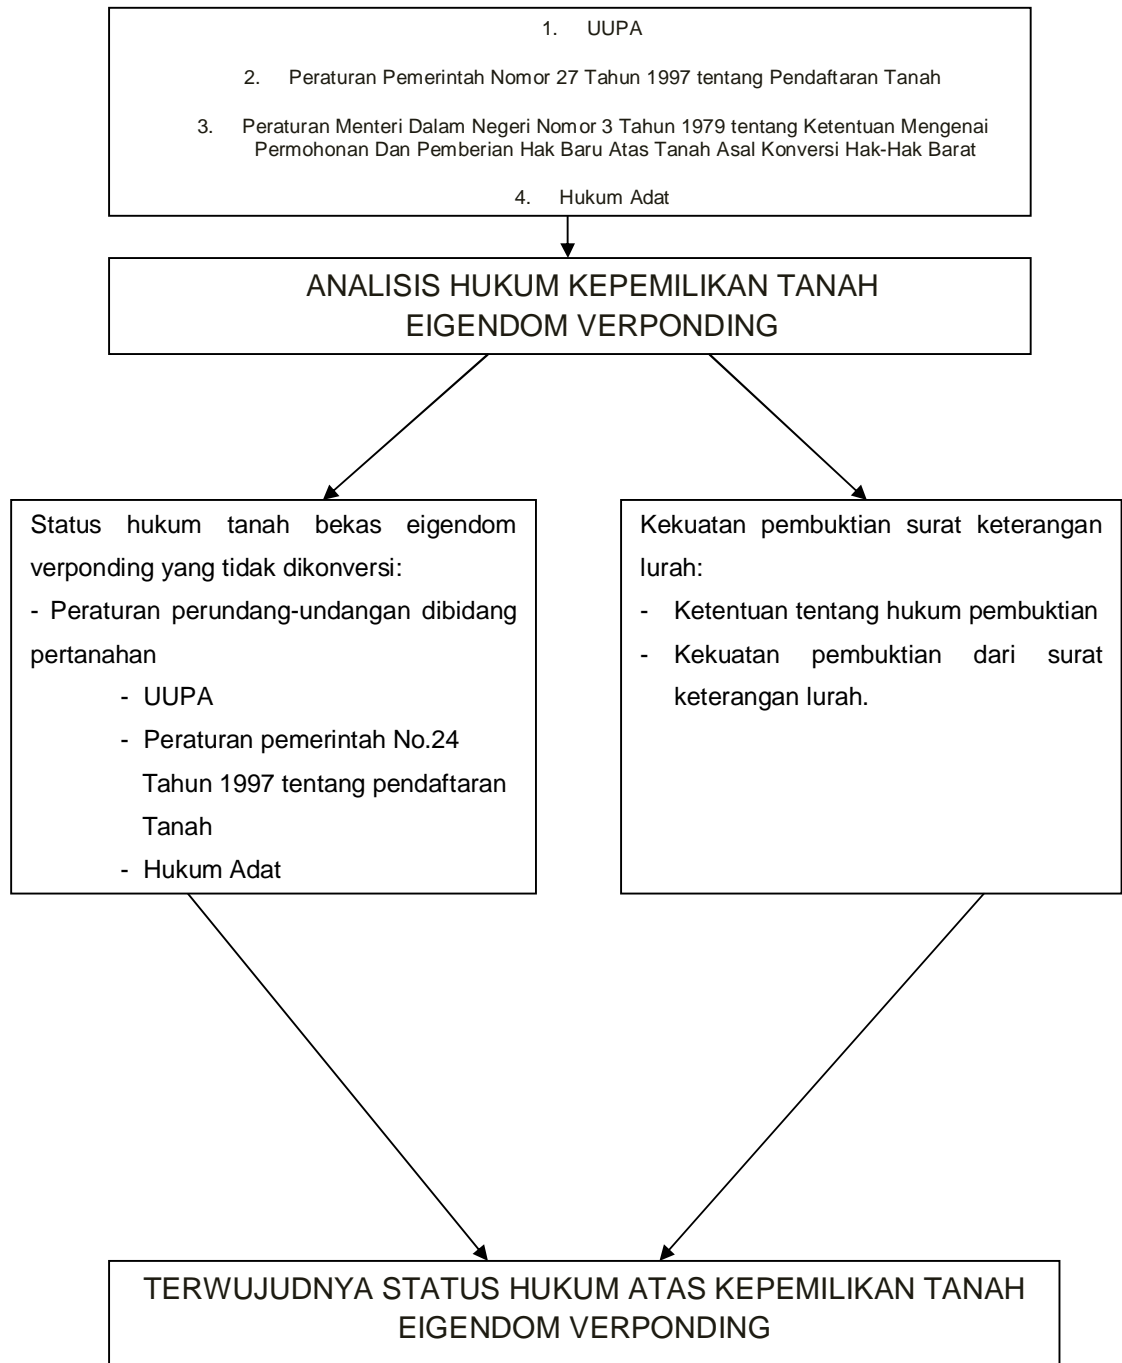 1. UUPA
2. Peraturan Pemerintah Nomor 27 Tahun 1997 tentang Pendaftaran Tanah
3. Peraturan Menteri Dalam Negeri Nomor 3 Tahun 1979 tentang Ketentuan Mengenai
Permohonan Dan Pemberian Hak Baru Atas Tanah Asal Konversi Hak-Hak Barat
4. Hukum Adat
ANALISIS HUKUM KEPEMILIKAN TANAH
EIGENDOM VERPONDING
Status hukum tanah bekas eigendom
verponding yang tidak dikonversi:
- Peraturan perundang-undangan dibidang
pertanahan
- UUPA
- Peraturan pemerintah No.24
Tahun 1997 tentang pendaftaran
Tanah
- Hukum Adat
Kekuatan pembuktian surat keterangan
lurah:
- Ketentuan tentang hukum pembuktian
- Kekuatan pembuktian dari surat
keterangan lurah.
TERWUJUDNYA STATUS HUKUM ATAS KEPEMILIKAN TANAH
EIGENDOM VERPONDING